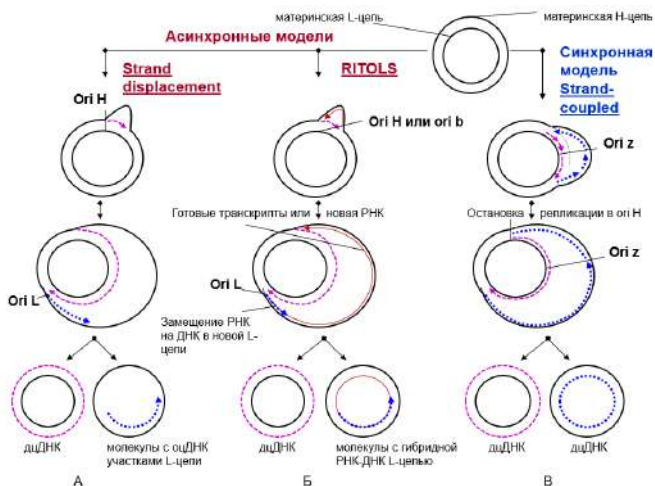 материнская L-цепь
материнская H-цепь
Асинхронные модели
Strand
displacement
RITOLS
Синхронная
модель
Strand-
coupled
Ori H
Ori H или ori b
Ori z
Готовые транскрипты или новая РНК
Остановка репликации в ori H
Ori z
Ori L
Ori L
Замещение РНК
на ДНК в новой L-
цепи
дцДНК
молекулы с оцДНК
участками L-цепи
дцДНК
молекулы с гибридной
РНК-ДНК L-цепью
дцДНК
дцДНК
А
Б
В